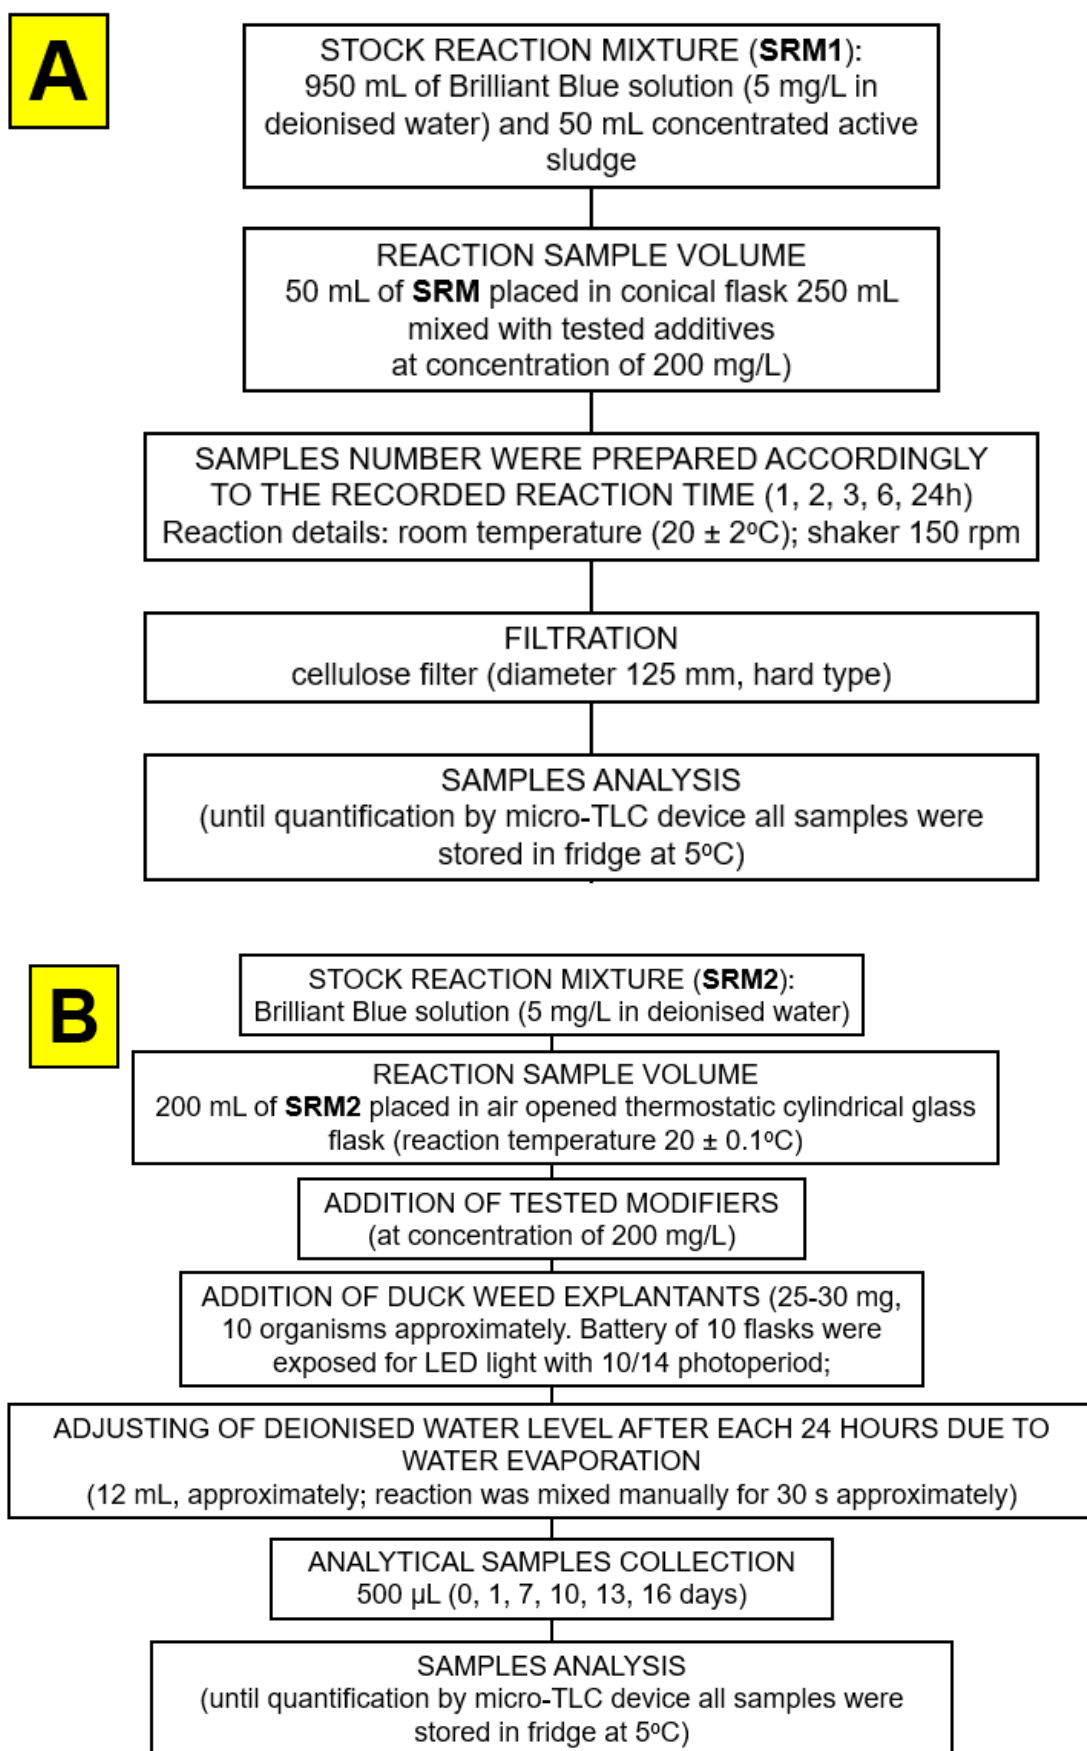 A
STOCK REACTION MIXTURE (SRM1):
950 mL of Brilliant Blue solution (5 mg/L in
deionised water) and 50 mL concentrated active
sludge
REACTION SAMPLE VOLUME
50 mL of SRM placed in conical flask 250 mL
mixed with tested additives
at concentration of 200 mg/L)
SAMPLES NUMBER WERE PREPARED ACCORDINGLY
TO THE RECORDED REACTION TIME (1, 2, 3, 6, 24h)
Reaction details: room temperature (20 ± 2ºC); shaker 150 rpm
FILTRATION
cellulose filter (diameter 125 mm, hard type)
SAMPLES ANALYSIS
(until quantification by micro-TLC device all samples were
stored in fridge at 5ºC)
B
STOCK REACTION MIXTURE (SRM2):
Brilliant Blue solution (5 mg/L in deionised water)
REACTION SAMPLE VOLUME
200 mL of SRM2 placed in air opened thermostatic cylindrical glass
flask (reaction temperature 20 ± 0.1ºC)
ADDITION OF TESTED MODIFIERS
(at concentration of 200 mg/L)
ADDITION OF DUCK WEED EXPLANTANTS (25-30 mg,
10 organisms approximately. Battery of 10 flasks were
exposed for LED light with 10/14 photoperiod;
ADJUSTING OF DEIONISED WATER LEVEL AFTER EACH 24 HOURS DUE TO
WATER EVAPORATION
(12 mL, approximately; reaction was mixed manually for 30 s approximately)
ANALYTICAL SAMPLES COLLECTION
500 µL (0, 1, 7, 10, 13, 16 days)
SAMPLES ANALYSIS
(until quantification by micro-TLC device all samples were
stored in fridge at 5ºC)